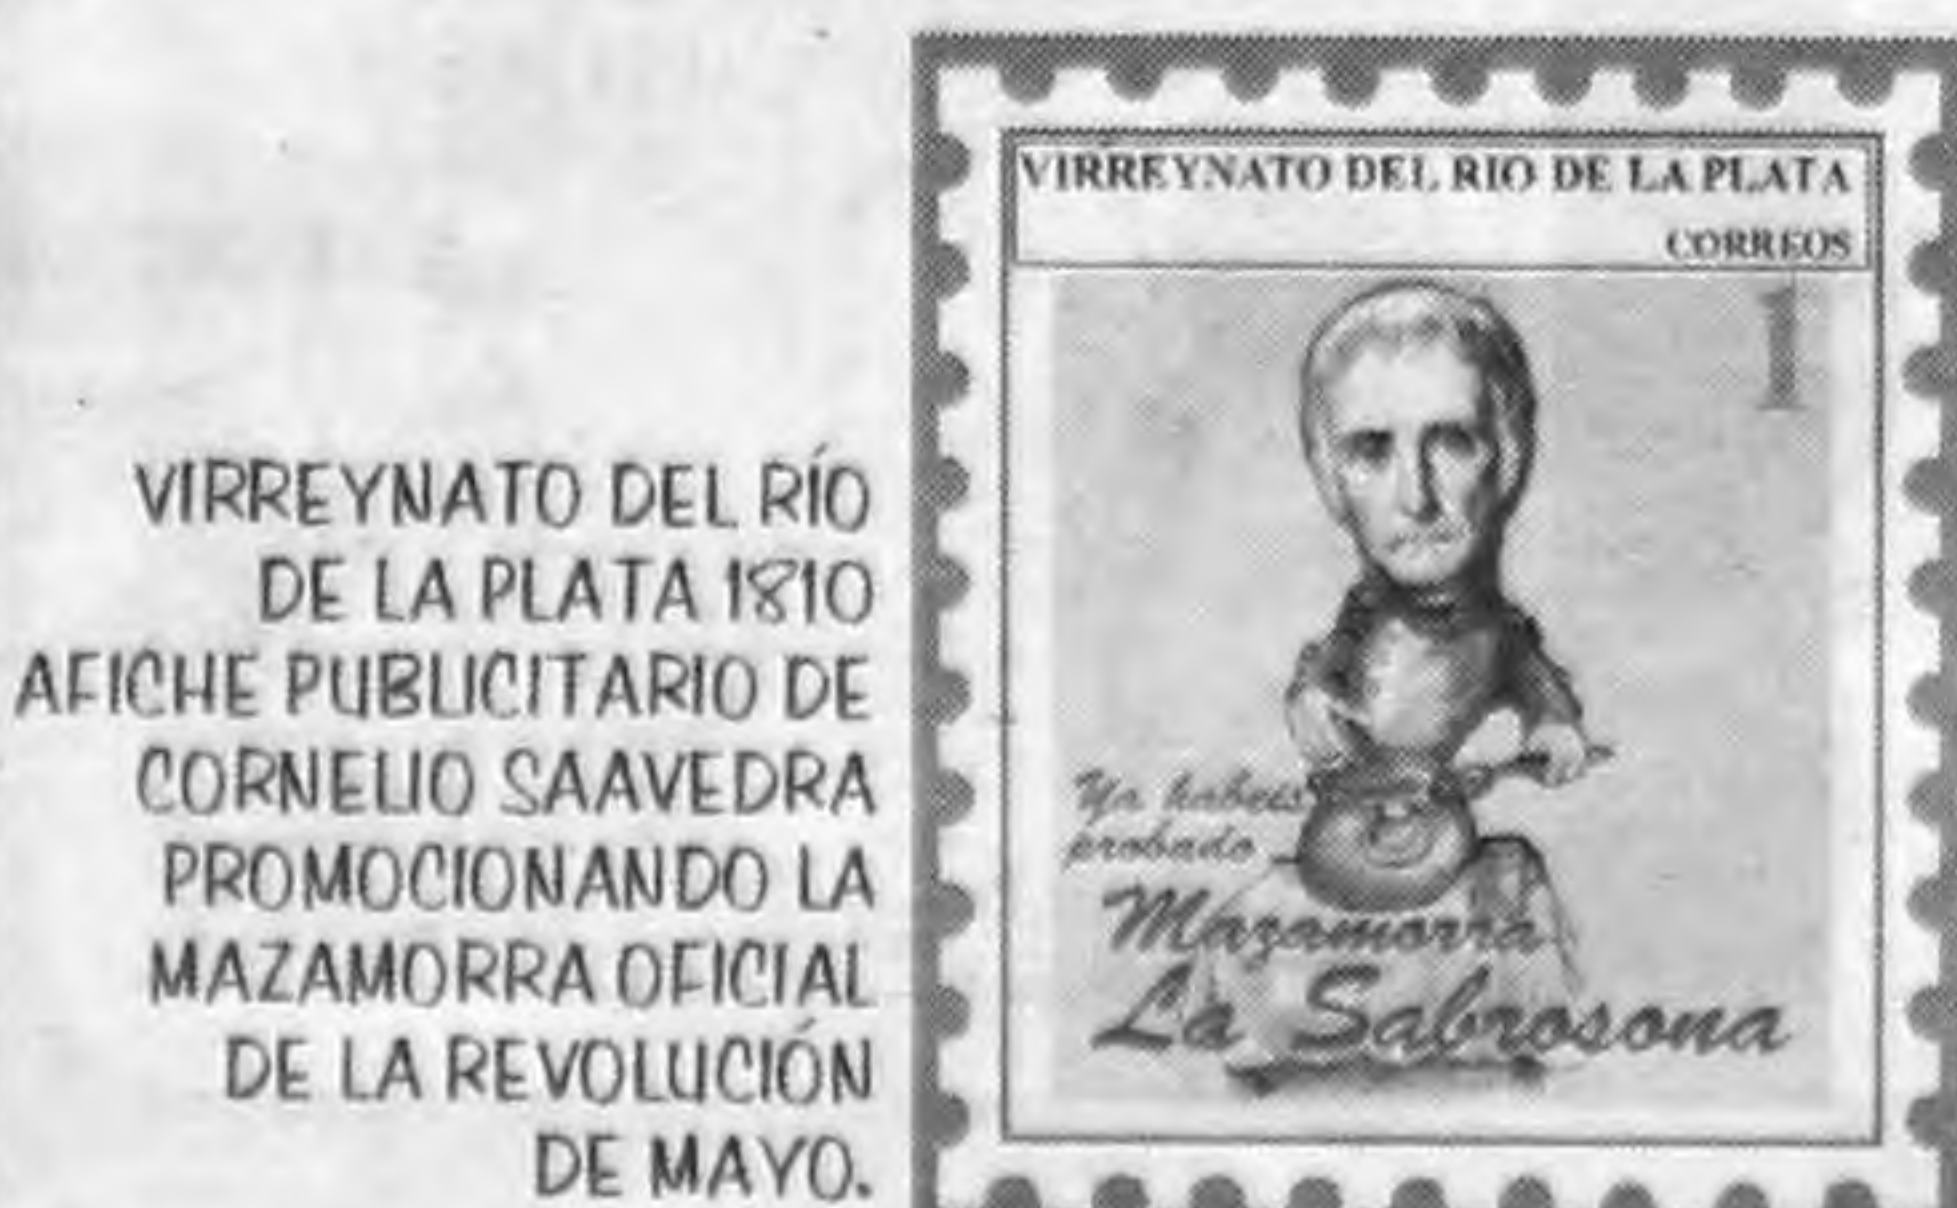 VIRREYNATO DEL RÍO
DE LA PLATA 1810
AFICHE PUBLICITARIO DE
CORNELIO SAAVEDRA
PROMOCIONANDO LA
MAZAMORRA OFICIAL
DE LA REVOLUCIÓN
DE MAYO.
VIRREYNATO DEL RIO DE LA PLATA
CORREOS
1
Ya habeis
probado
Mazamorra
La Sabrosona